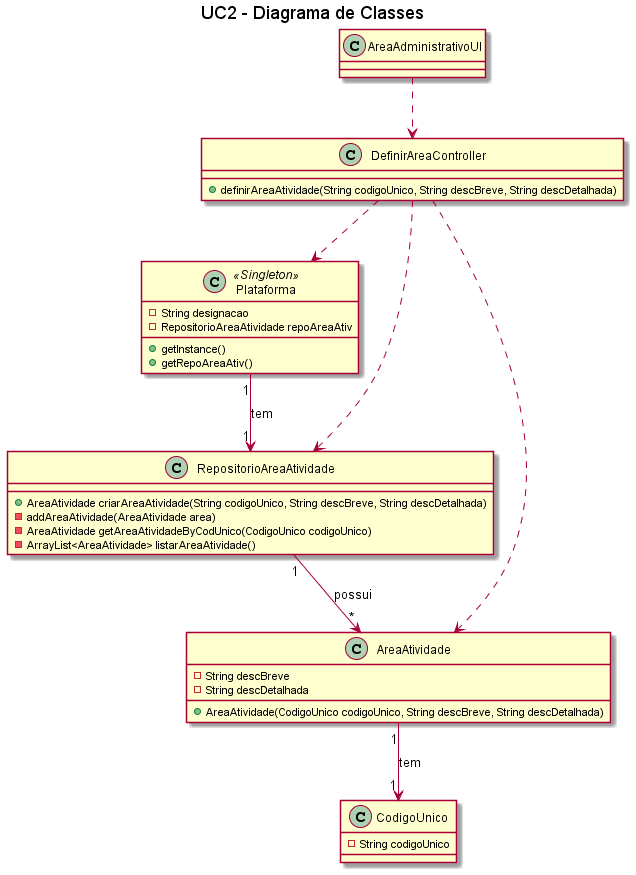 UC2 - Diagrama de Classes
C AreaAdministrativoUI
C DefinirAreaController
definirAreaAtividade(String codigoUnico, String descBreve, String descDetalhada)
C «Singleton»
Plataforma
String designacao
RepositorioAreaAtividade repoAreaAtiv
getInstance()
getRepoAreaAtiv()
1
tem
1
C RepositorioAreaAtividade
AreaAtividade criarAreaAtividade(String codigoUnico, String descBreve, String descDetalhada)
addAreaAtividade(AreaAtividade area)
AreaAtividade getAreaAtividadeByCodUnico(CodigoUnico codigoUnico)
ArrayList<AreaAtividade> listarAreaAtividade()
1
possui
*
C AreaAtividade
String descBreve
String descDetalhada
AreaAtividade(CodigoUnico codigoUnico, String descBreve, String descDetalhada)
1
tem
1
C CodigoUnico
String codigoUnico